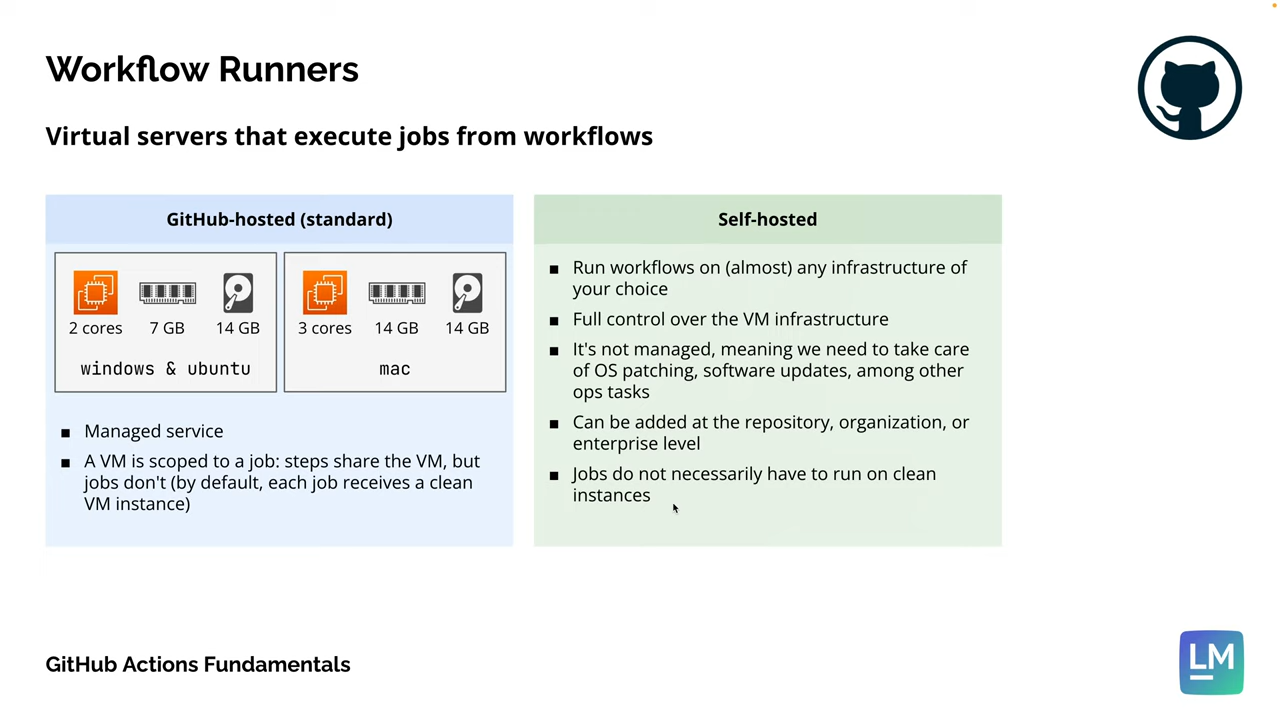 Workflow Runners
Virtual servers that execute jobs from workflows
GitHub-hosted (standard)
2 cores 7 GB 14 GB
windows & ubuntu
3 cores 14 GB 14 GB
mac
■ Managed service
■ A VM is scoped to a job: steps share the VM, but
jobs don't (by default, each job receives a clean
VM instance)
Self-hosted
■ Run workflows on (almost) any infrastructure of
your choice
■ Full control over the VM infrastructure
■ It's not managed, meaning we need to take care
of OS patching, software updates, among other
ops tasks
■ Can be added at the repository, organization, or
enterprise level
■ Jobs do not necessarily have to run on clean
instances
GitHub Actions Fundamentals
LM